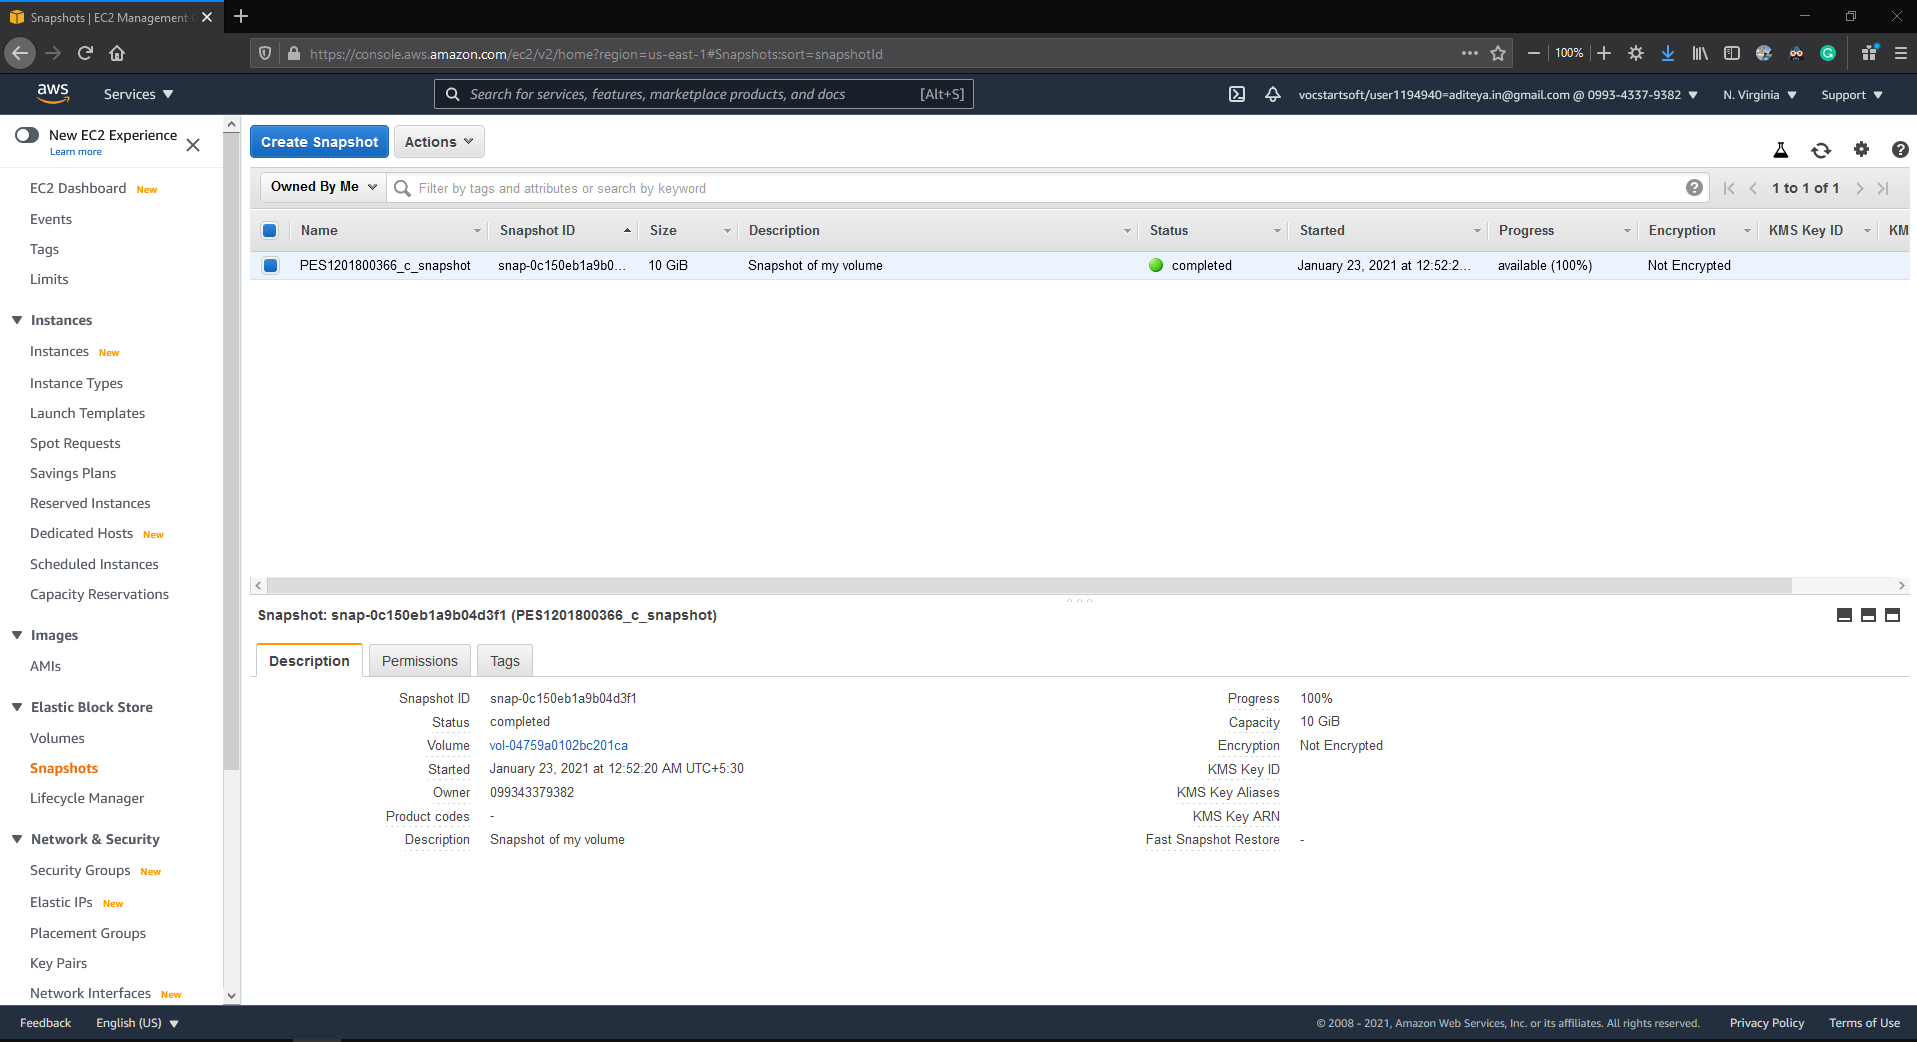 Snapshots | EC2 Management C
https://console.aws.amazon.com/ec2/v2/home?region=us-east-1#Snapshots:sort=snapshotId
100%
aws
Services
Search for services, features, marketplace products, and docs
[Alt+S]
vocstartsoft/user1194940=aditeya.in@gmail.com @ 0993-4337-9382
N. Virginia
Support
New EC2 Experience
Learn more
EC2 Dashboard New
Events
Tags
Limits
Instances
Instances New
Instance Types
Launch Templates
Spot Requests
Savings Plans
Reserved Instances
Dedicated Hosts New
Scheduled Instances
Capacity Reservations
Images
AMIs
Elastic Block Store
Volumes
Snapshots
Lifecycle Manager
Network & Security
Security Groups New
Elastic IPs New
Placement Groups
Key Pairs
Network Interfaces New
Create Snapshot
Actions
Owned By Me
Filter by tags and attributes or search by keyword
1 to 1 of 1
Name Snapshot ID Size Description Status Started Progress Encryption KMS Key ID KM
PES1201800366_c_snapshot snap-0c150eb1a9b0... 10 GiB Snapshot of my volume completed January 23, 2021 at 12:52:2... available (100%) Not Encrypted
Snapshot: snap-0c150eb1a9b04d3f1 (PES1201800366_c_snapshot)
Description
Permissions
Tags
Snapshot ID snap-0c150eb1a9b04d3f1
Status completed
Volume vol-04759a0102bc201ca
Started January 23, 2021 at 12:52:20 AM UTC+5:30
Owner 099343379382
Product codes -
Description Snapshot of my volume
Progress 100%
Capacity 10 GiB
Encryption Not Encrypted
KMS Key ID
KMS Key Aliases
KMS Key ARN
Fast Snapshot Restore -
Feedback
English (US)
© 2008 - 2021, Amazon Web Services, Inc. or its affiliates. All rights reserved.
Privacy Policy
Terms of Use